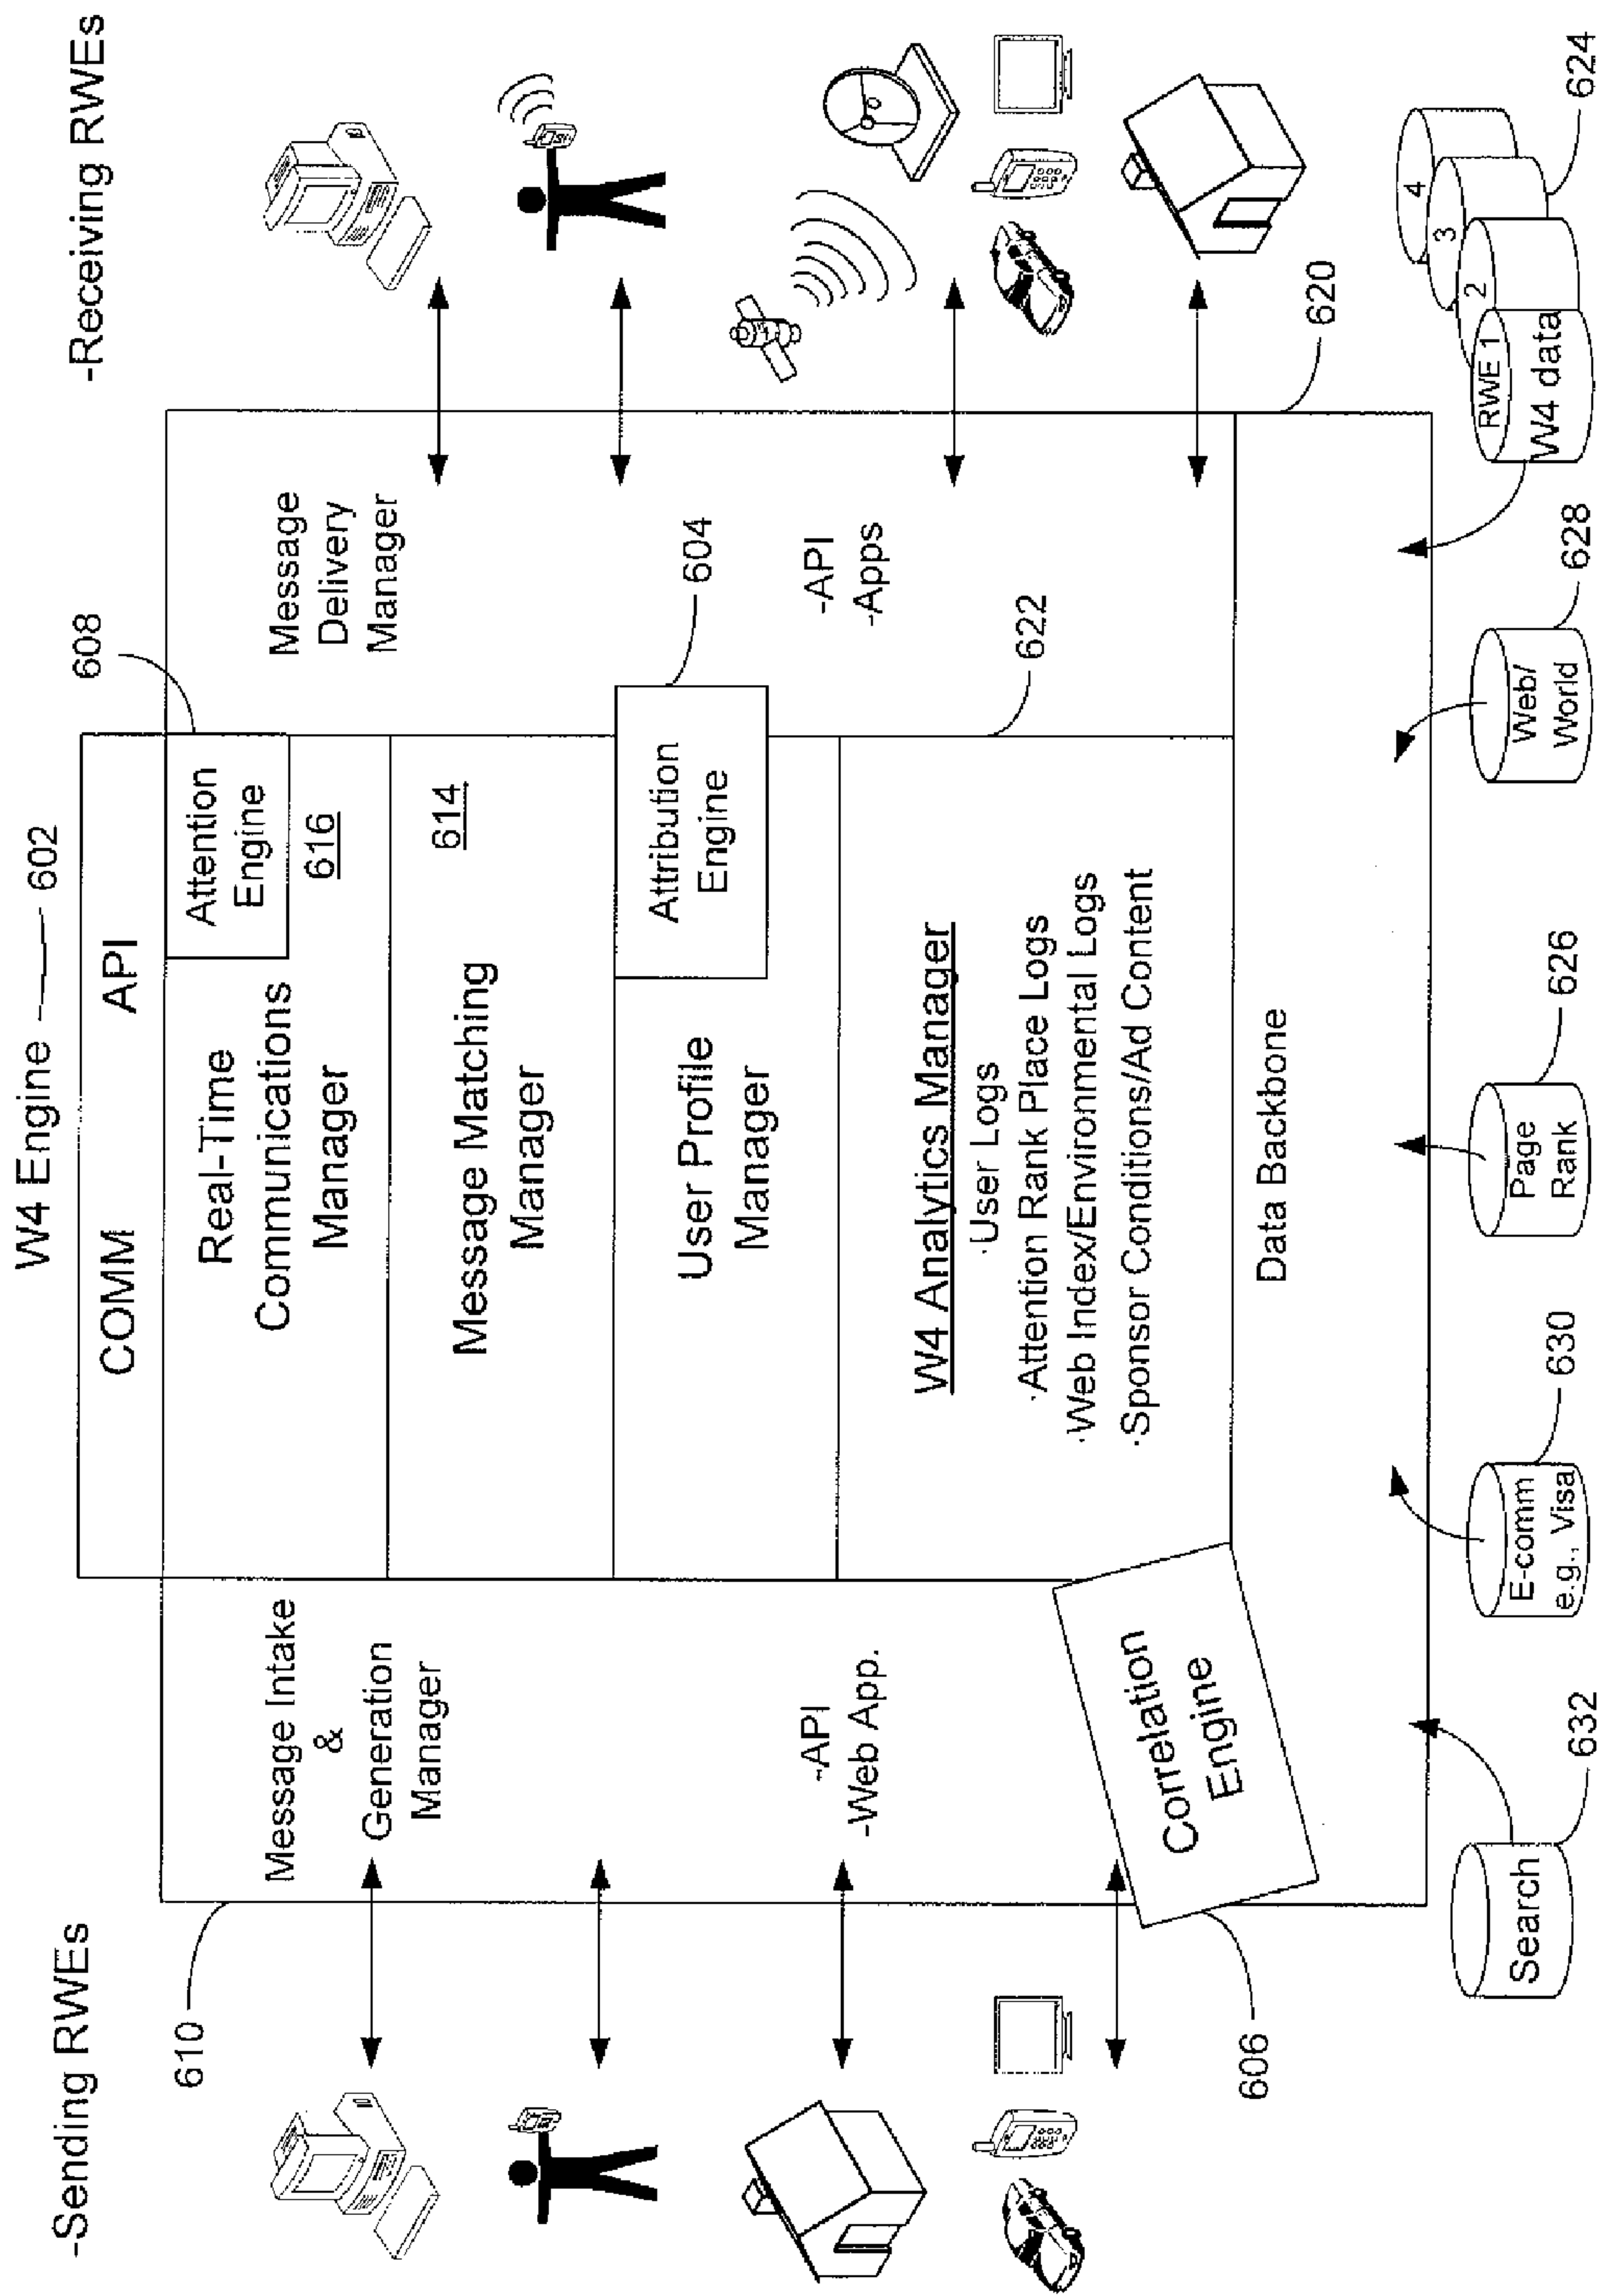 W4 Engine
602
-Sending RWEs
-Receiving RWEs
610
608
COMM API
Message Intake
&
Generation
Manager
-API
-Web App.
Real-Time
Communications
Manager
Attention
Engine
616
Message Matching
Manager
614
User Profile
Manager
Attribution
Engine
604
W4 Analytics Manager
·User Logs
·Attention Rank Place Logs
·Web Index/Environmental Logs
·Sponsor Conditions/Ad Content
622
Message
Delivery
Manager
-API
-Apps
Correlation
Engine
606
Data Backbone
620
Search
632
E-comm
e.g., Visa
630
Page
Rank
626
Web/
World
628
RWE 1
W4 data
2
3
4
624